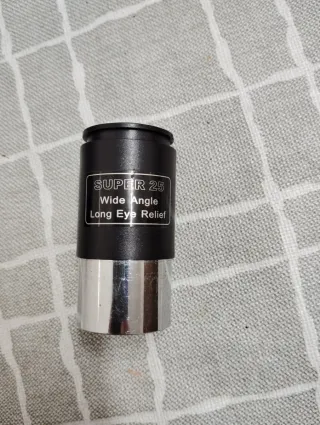 SUPER 25
Wide Angle
Long Eye Relief